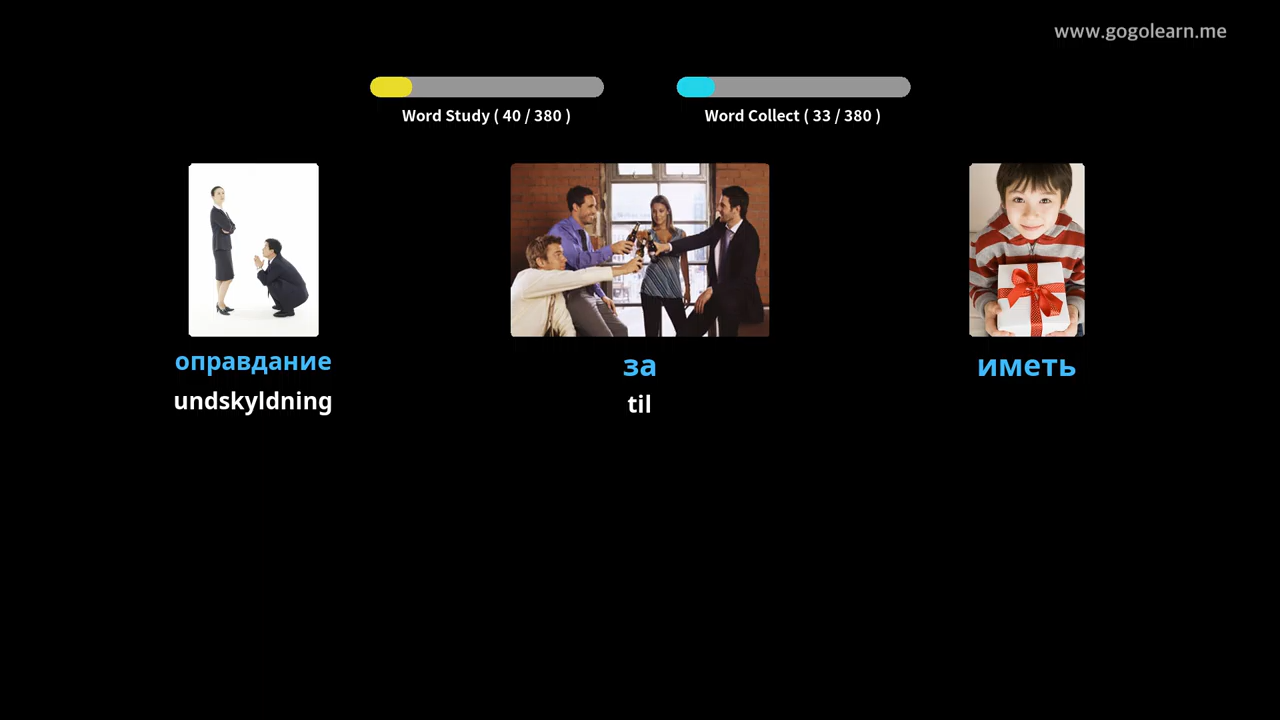 www.gogolearn.me
Word Study ( 40 / 380 )
Word Collect ( 33 / 380 )
оправдание
undskyldning
за
til
иметь